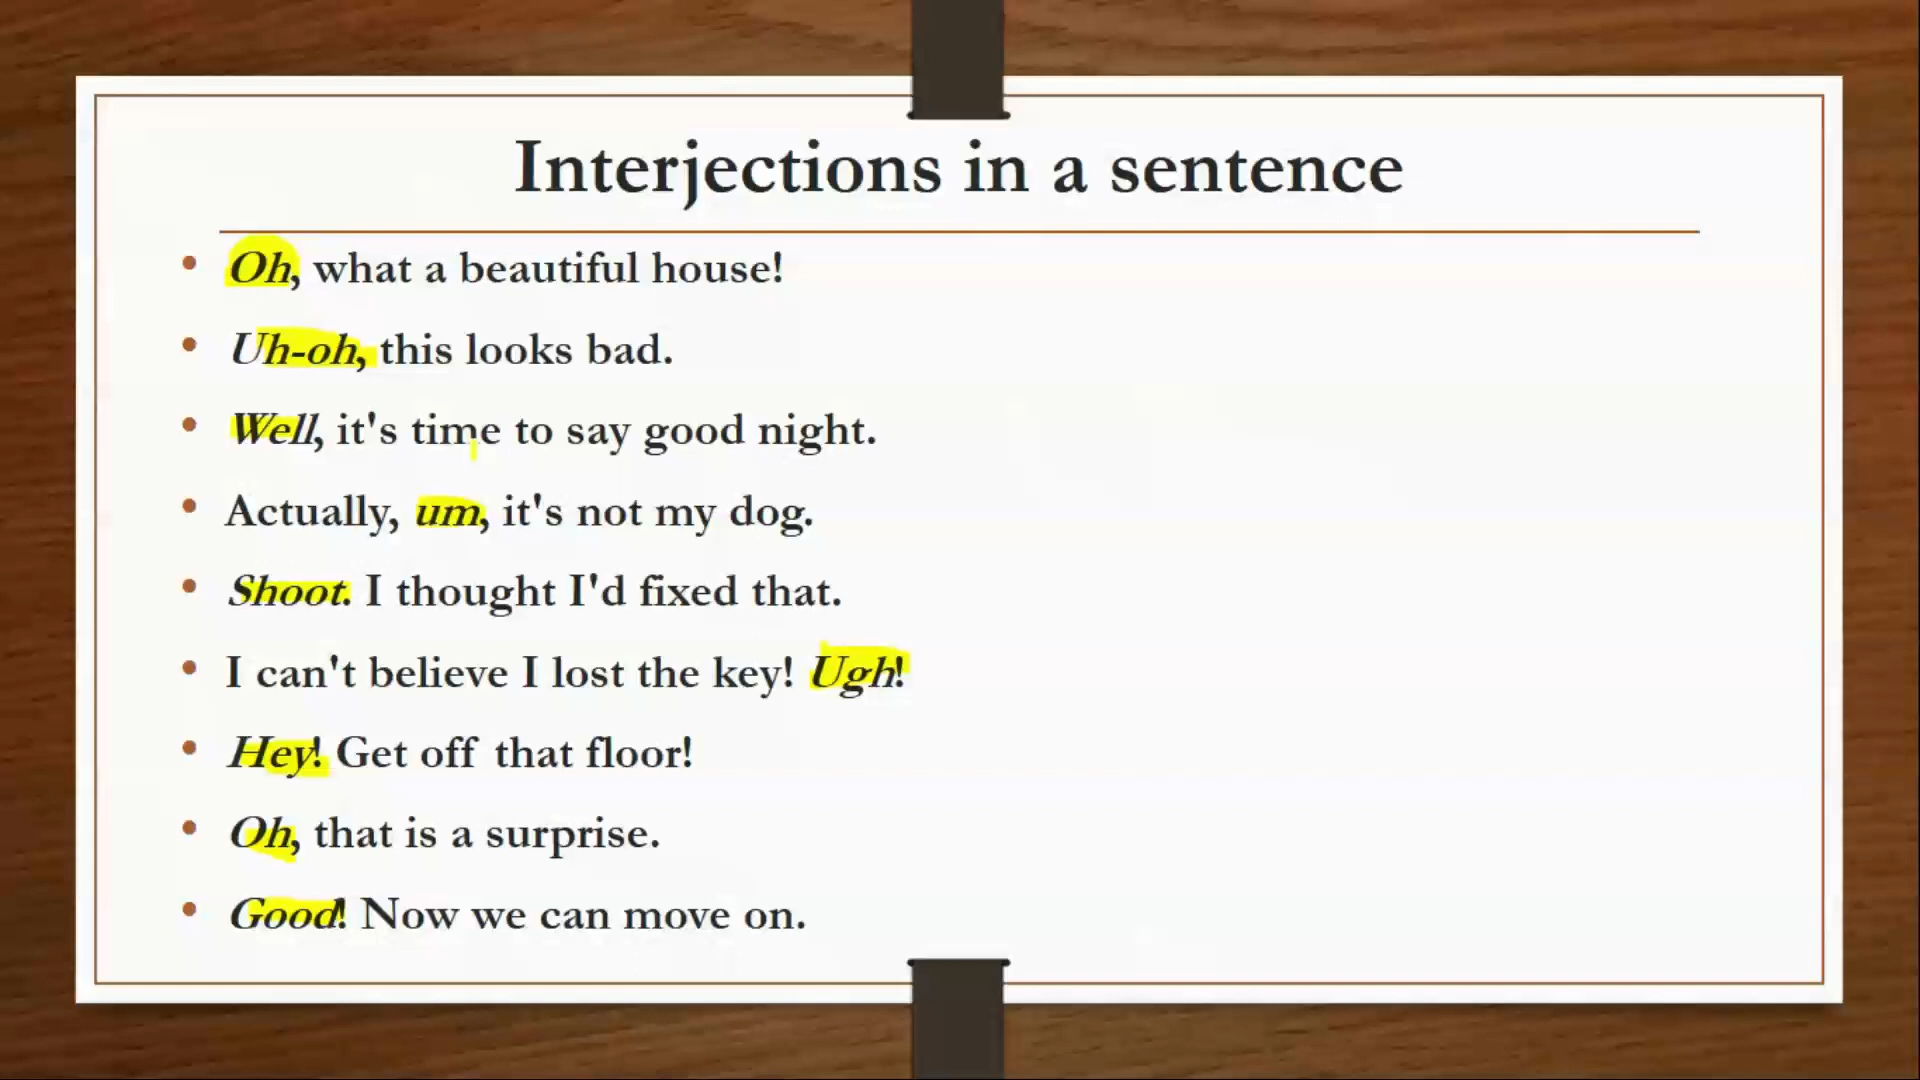 Interjections in a sentence
• Oh, what a beautiful house!
• Uh-oh, this looks bad.
• Well, it's time to say good night.
• Actually, um, it's not my dog.
• Shoot. I thought I'd fixed that.
• I can't believe I lost the key! Ugh!
• Hey! Get off that floor!
• Oh, that is a surprise.
• Good! Now we can move on.